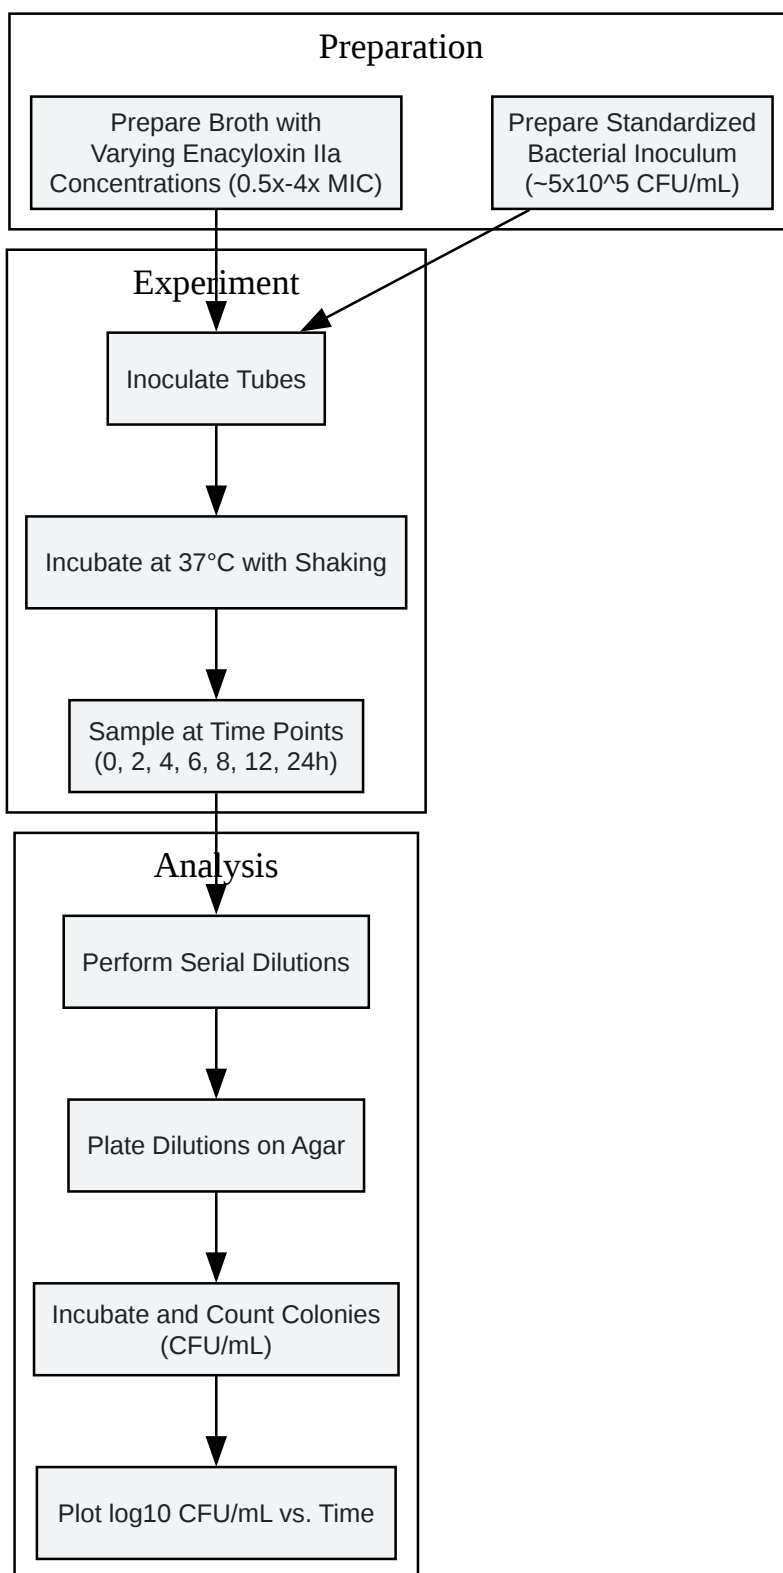 Preparation
Prepare Broth with
Varying Enacyloxin IIa
Concentrations (0.5x-4x MIC)
Prepare Standardized
Bacterial Inoculum
(~5x10^5 CFU/mL)
Experiment
Inoculate Tubes
Incubate at 37°C with Shaking
Sample at Time Points
(0, 2, 4, 6, 8, 12, 24h)
Analysis
Perform Serial Dilutions
Plate Dilutions on Agar
Incubate and Count Colonies
(CFU/mL)
Plot log10 CFU/mL vs. Time